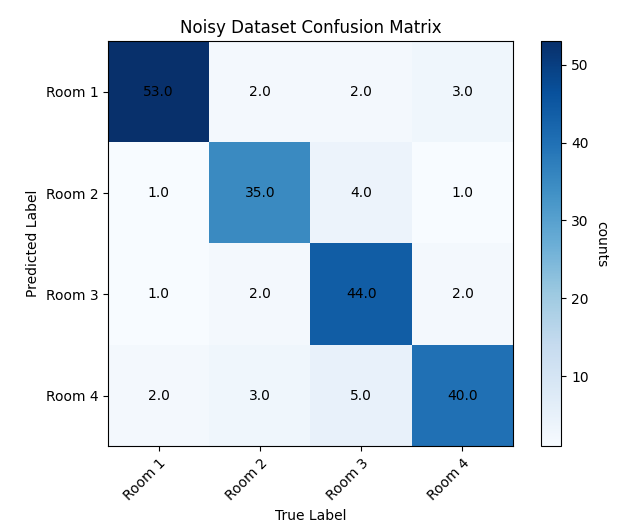 Noisy Dataset Confusion Matrix
Room 1 53.0 2.0 2.0 3.0
Room 2 1.0 35.0 4.0 1.0
Room 3 1.0 2.0 44.0 2.0
Room 4 2.0 3.0 5.0 40.0
Room 1 Room 2 Room 3 Room 4
True Label
Predicted Label
50
40
30
20
10
counts